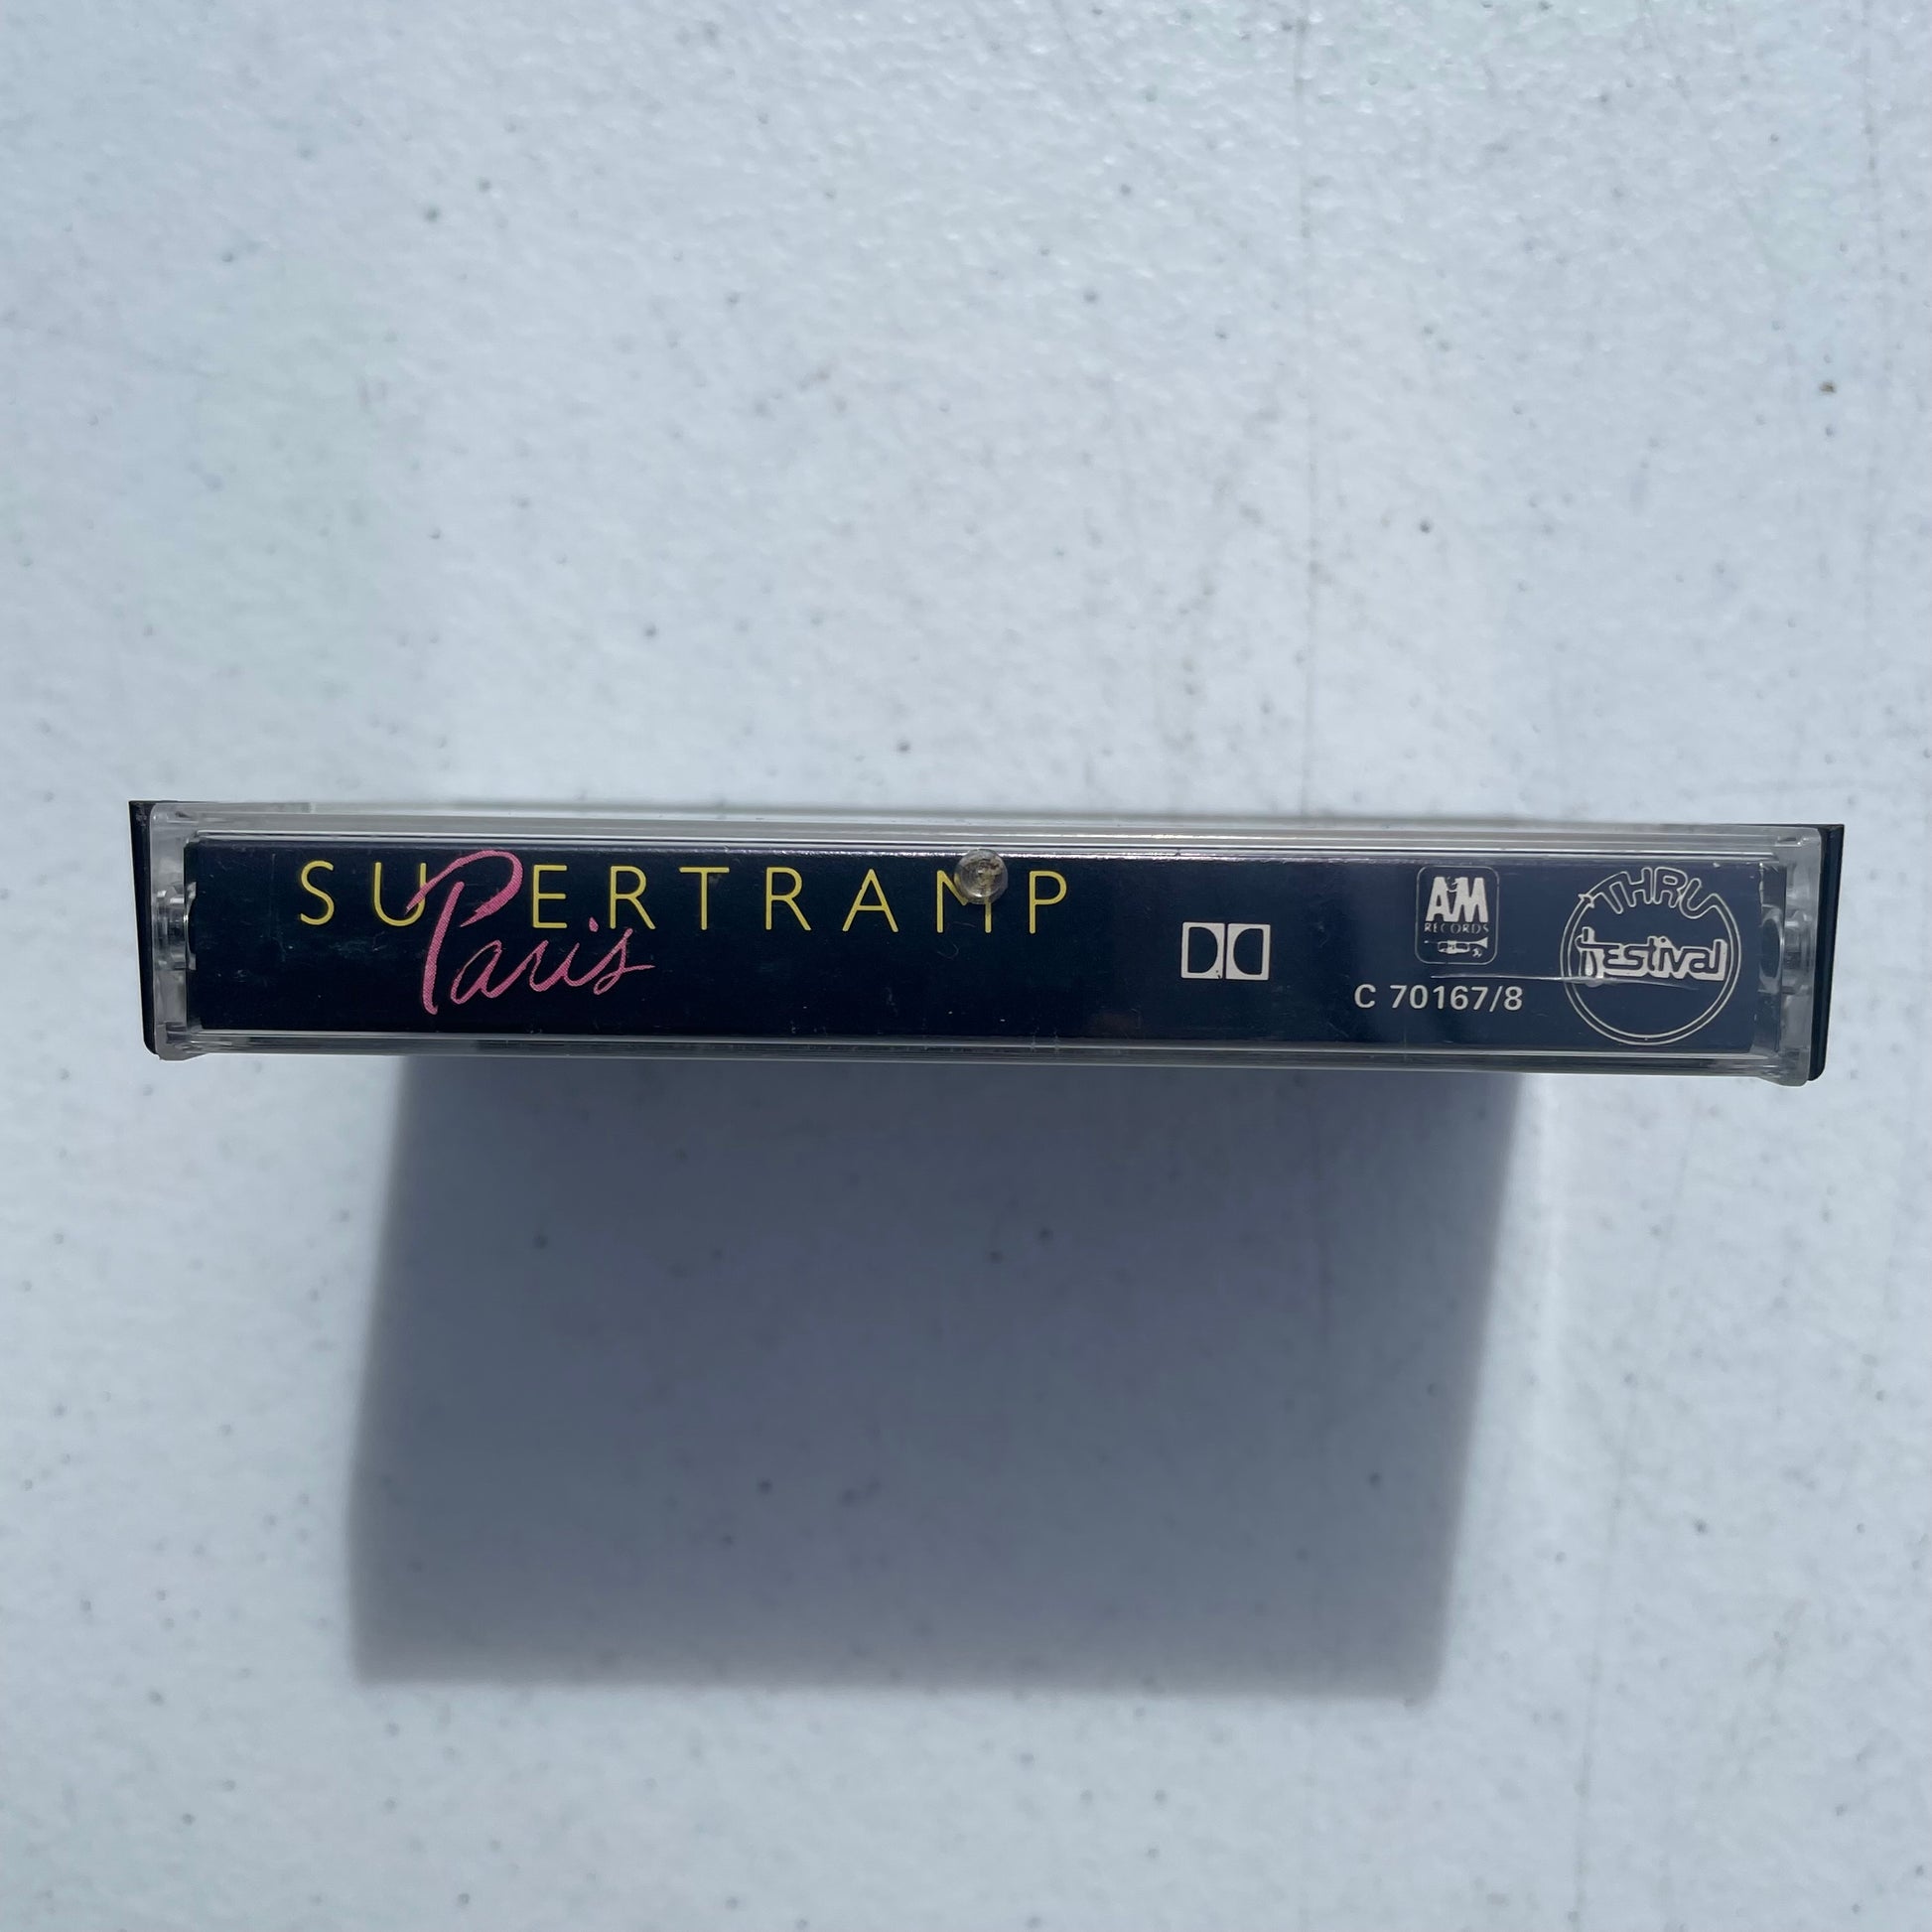 SUPERTRAMP
Paris
A&M
RECORDS
C 70167/8
THRU
festival